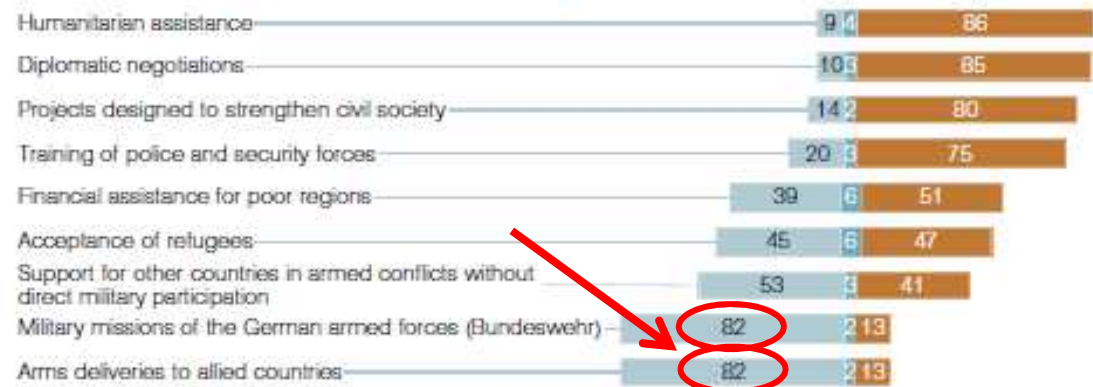 Humanitarian assistance 9 4 86
Diplomatic negotiations 10 3 85
Projects designed to strengthen civil society 14 2 80
Training of police and security forces 20 3 75
Financial assistance for poor regions 39 6 51
Acceptance of refugees 45 6 47
Support for other countries in armed conflicts without
direct military participation 53 3 41
Military missions of the German armed forces (Bundeswehr) 82 2 13
Arms deliveries to allied countries 82 2 13